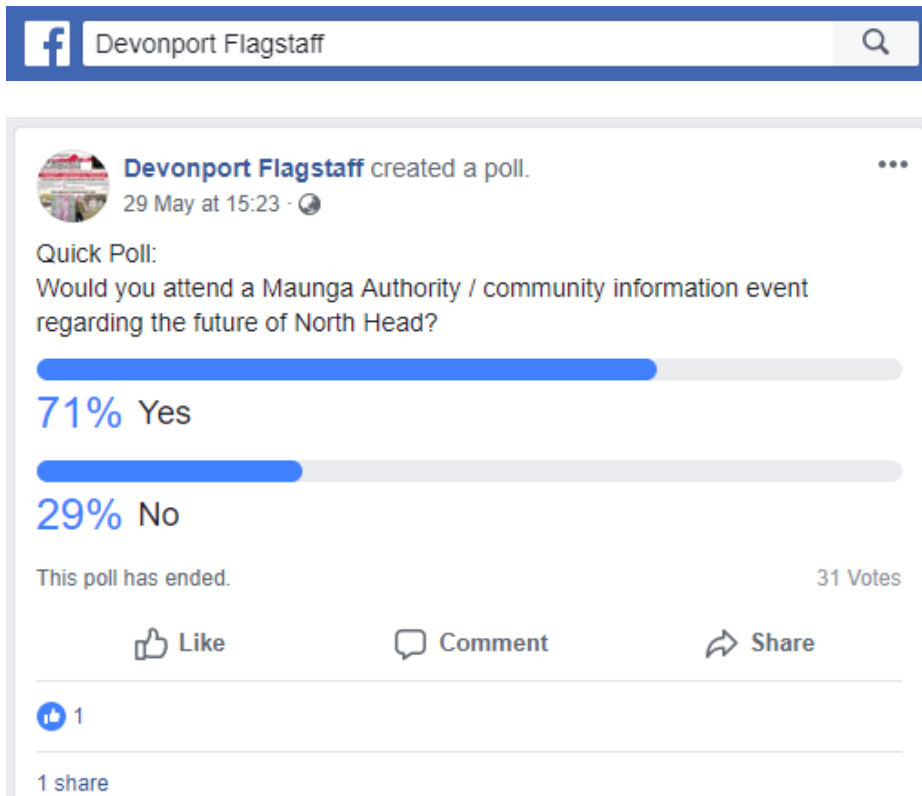 f Devonport Flagstaff
Devonport Flagstaff created a poll.
29 May at 15:23 ·
Quick Poll:
Would you attend a Maunga Authority / community information event
regarding the future of North Head?
71% Yes
29% No
This poll has ended.
31 Votes
Like Comment Share
1
1 share